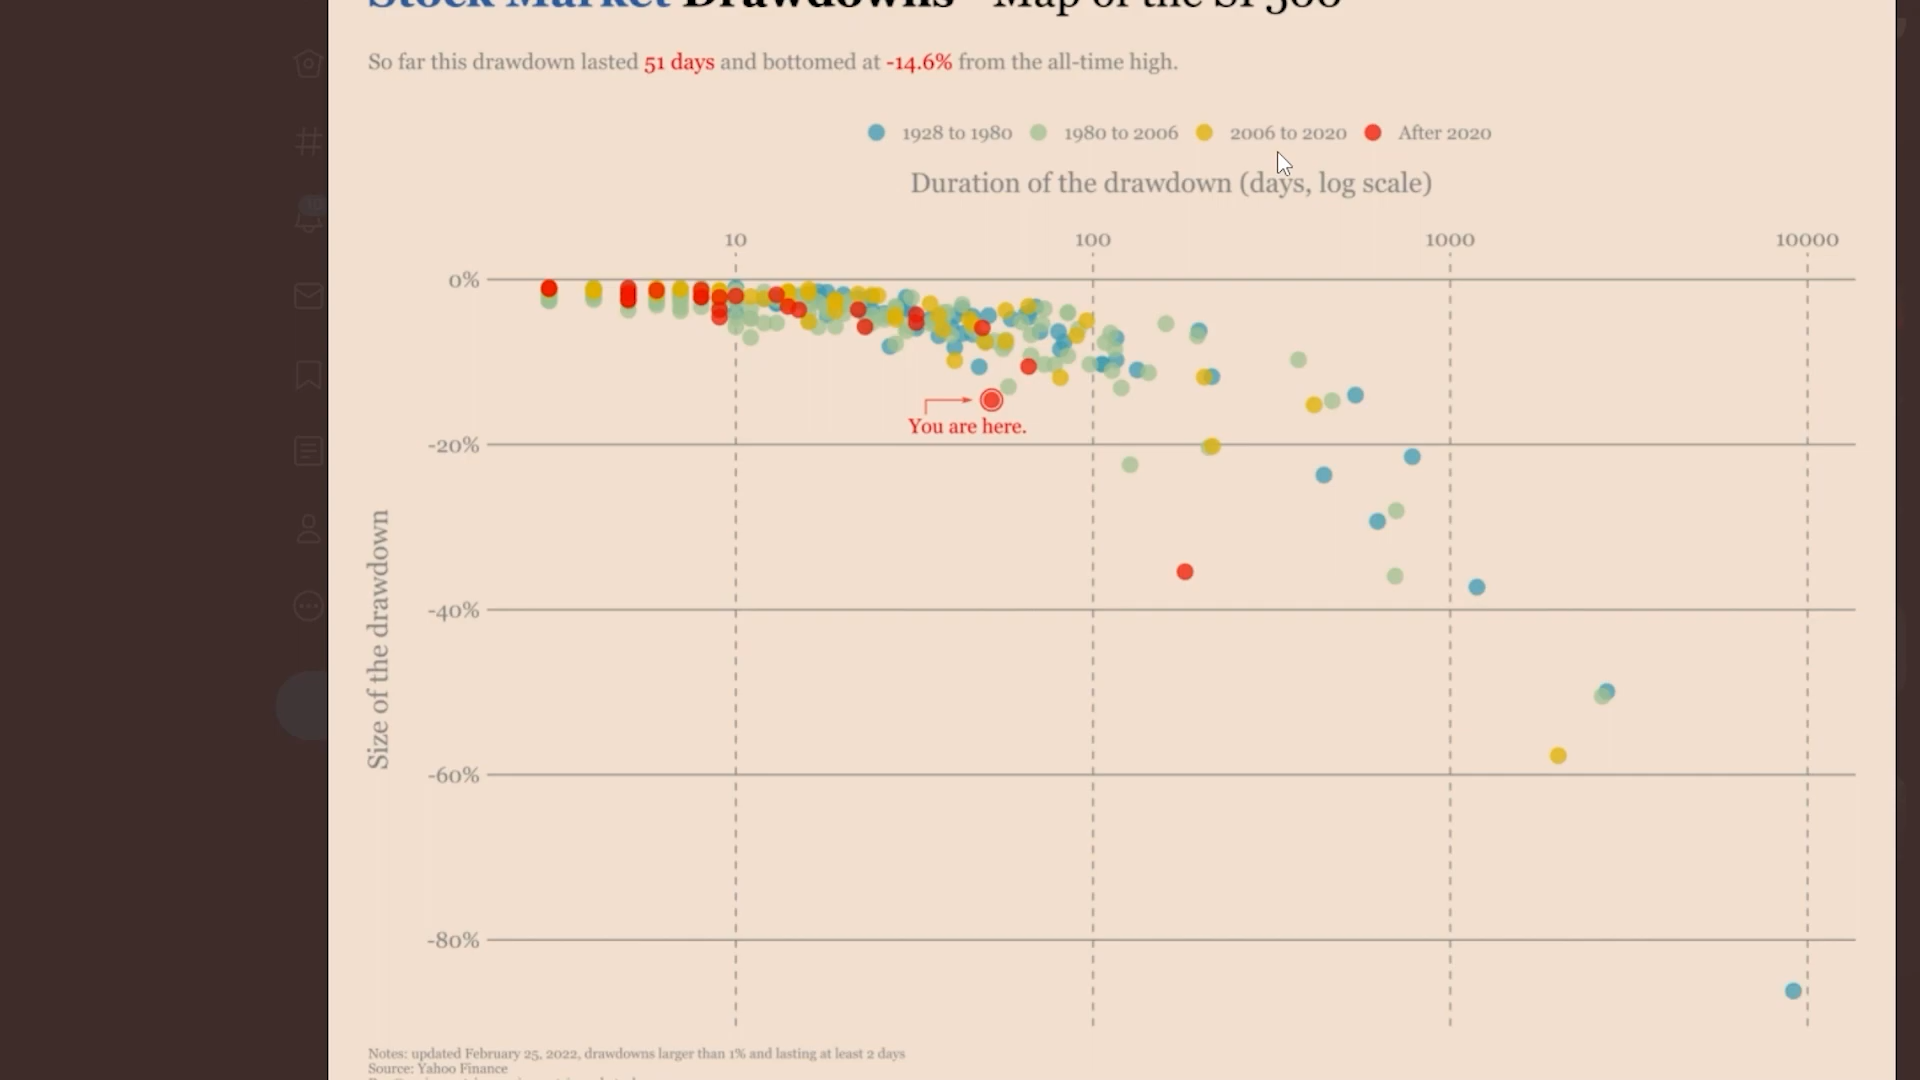 Stock Market Drawdowns - Map of the SP500
So far this drawdown lasted 51 days and bottomed at -14.6% from the all-time high.
1928 to 1980 1980 to 2006 2006 to 2020 After 2020
Duration of the drawdown (days, log scale)
10 100 1000 10000
0%
You are here.
-20%
Size of the drawdown
-40%
-60%
-80%
Notes: updated February 25, 2022, drawdowns larger than 1% and lasting at least 2 days
Source: Yahoo Finance